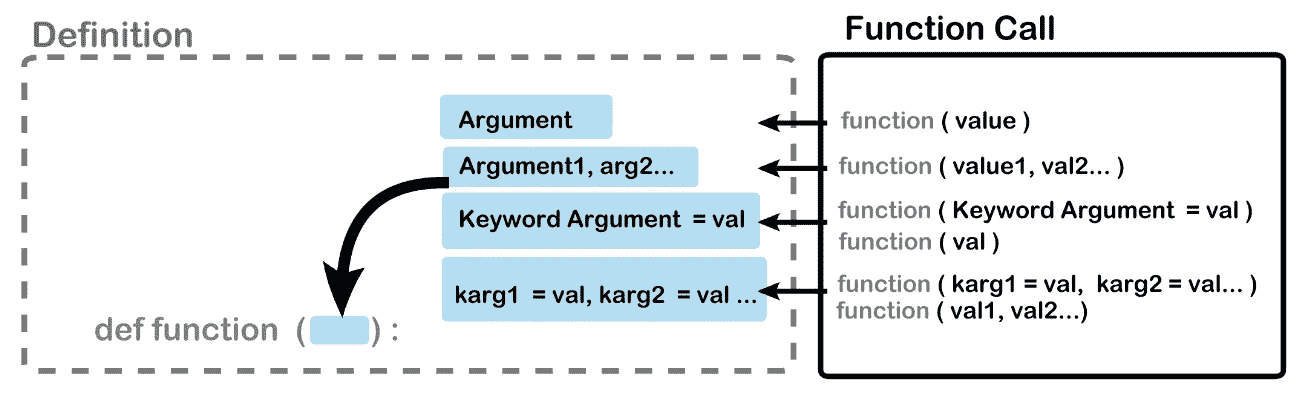 Definition
Function Call
Argument
function ( value )
Argument1, arg2...
function ( value1, val2... )
Keyword Argument = val
function ( Keyword Argument = val )
function ( val )
karg1 = val, karg2 = val ...
function ( karg1 = val, karg2 = val... )
function ( val1, val2...)
def function ( ) :